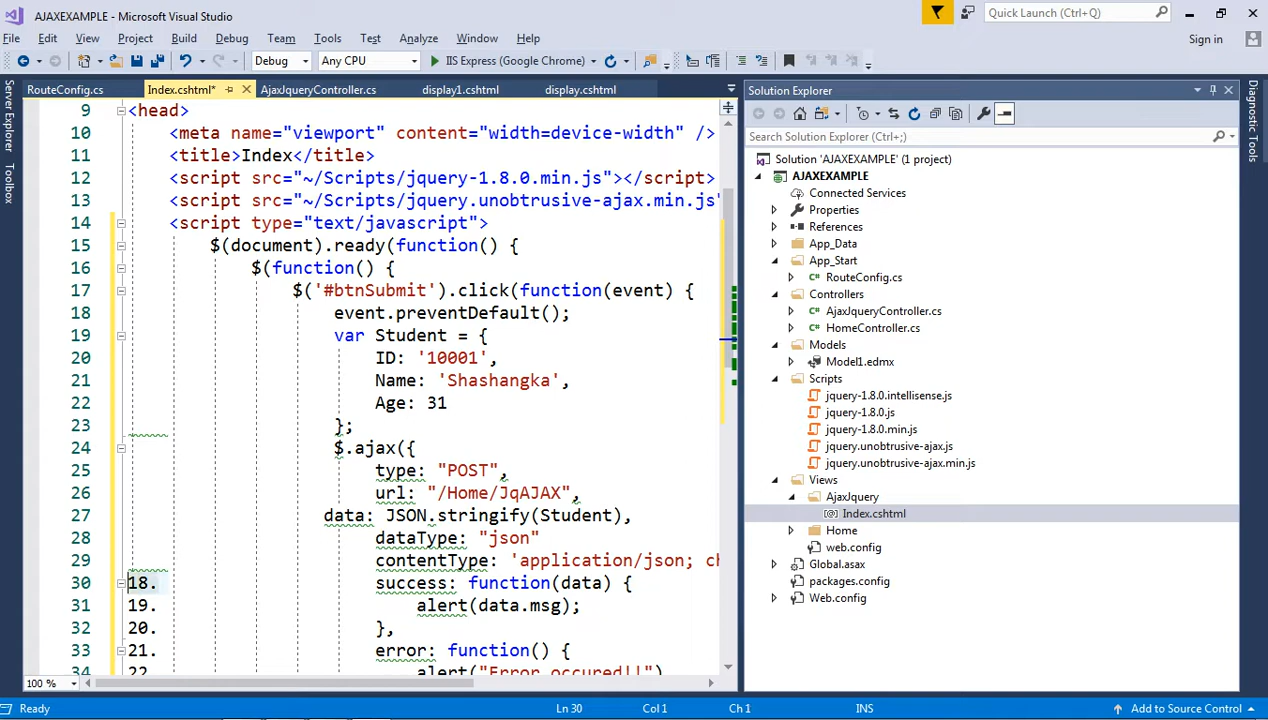 AJAXEXAMPLE - Microsoft Visual Studio
Quick Launch (Ctrl+Q)
File Edit View Project Build Debug Team Tools Test Analyze Window Help
Sign in
Debug Any CPU IIS Express (Google Chrome)
RouteConfig.cs Index.cshtml* AjaxJqueryController.cs display1.cshtml display.cshtml
Server Explorer
Toolbox
9 <head>
10 <meta name="viewport" content="width=device-width" />
11 <title>Index</title>
12 <script src="~/Scripts/jquery-1.8.0.min.js"></script>
13 <script src="~/Scripts/jquery.unobtrusive-ajax.min.js"
14 <script type="text/javascript">
15 $(document).ready(function() {
16 $(function() {
17 $('#btnSubmit').click(function(event) {
18 event.preventDefault();
19 var Student = {
20 ID: '10001',
21 Name: 'Shashangka',
22 Age: 31
23 };
24 $.ajax({
25 type: "POST",
26 url: "/Home/JqAJAX",
27 data: JSON.stringify(Student),
28 dataType: "json"
29 contentType: 'application/json; ch
30 18. success: function(data) {
31 19. alert(data.msg);
32 20. },
33 21. error: function() {
34 22. alert("Error occured!!")
100 %
Solution Explorer
Search Solution Explorer (Ctrl+;)
Solution 'AJAXEXAMPLE' (1 project)
AJAXEXAMPLE
Connected Services
Properties
References
App_Data
App_Start
RouteConfig.cs
Controllers
AjaxJqueryController.cs
HomeController.cs
Models
Model1.edmx
Scripts
jquery-1.8.0.intellisense.js
jquery-1.8.0.js
jquery-1.8.0.min.js
jquery.unobtrusive-ajax.js
jquery.unobtrusive-ajax.min.js
Views
AjaxJquery
Index.cshtml
Home
web.config
Global.asax
packages.config
Web.config
Diagnostic Tools
Ready Ln 30 Col 1 Ch 1 INS Add to Source Control